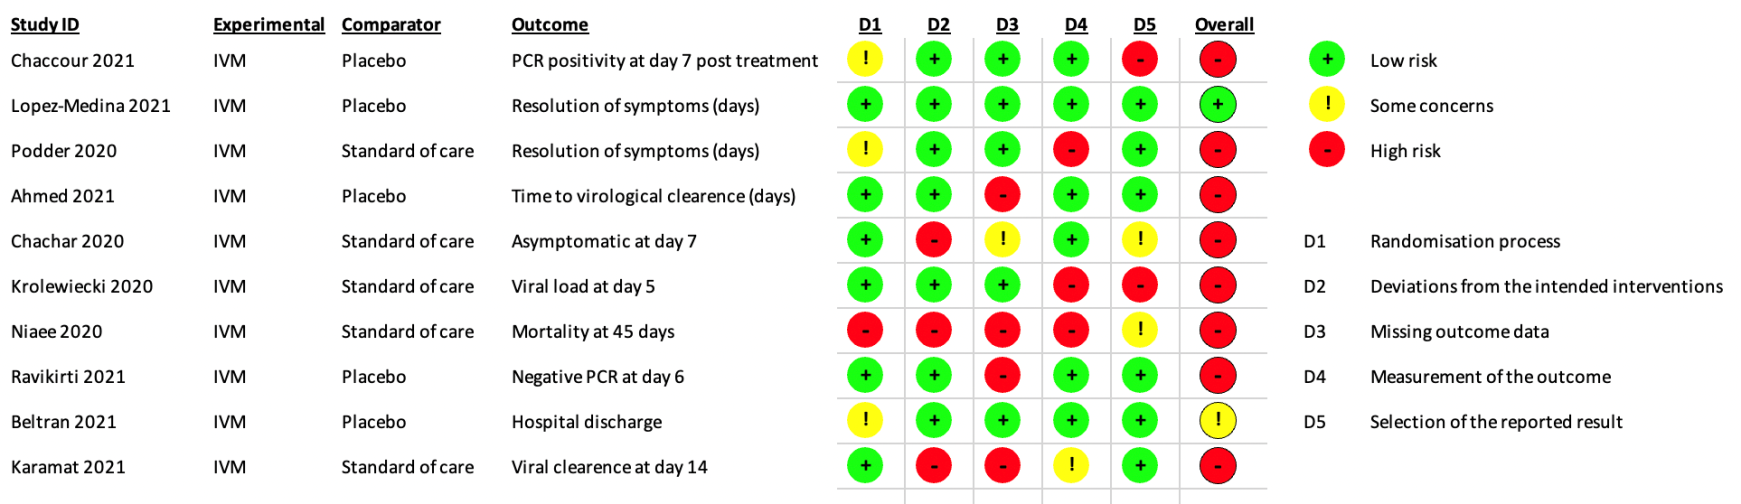 Study ID Experimental Comparator Outcome D1 D2 D3 D4 D5 Overall
Chaccour 2021 IVM Placebo PCR positivity at day 7 post treatment ! + + + - - + Low risk
Lopez-Medina 2021 IVM Placebo Resolution of symptoms (days) + + + + + + ! Some concerns
Podder 2020 IVM Standard of care Resolution of symptoms (days) ! + + - + - - High risk
Ahmed 2021 IVM Placebo Time to virological clearence (days) + + - + + -
Chachar 2020 IVM Standard of care Asymptomatic at day 7 + - ! + ! - D1 Randomisation process
Krolewiecki 2020 IVM Standard of care Viral load at day 5 + + + - - - D2 Deviations from the intended interventions
Niaee 2020 IVM Standard of care Mortality at 45 days - - - - ! - D3 Missing outcome data
Ravikirti 2021 IVM Placebo Negative PCR at day 6 + + - + + - D4 Measurement of the outcome
Beltran 2021 IVM Placebo Hospital discharge ! + + + + ! D5 Selection of the reported result
Karamat 2021 IVM Standard of care Viral clearence at day 14 + - - ! + -